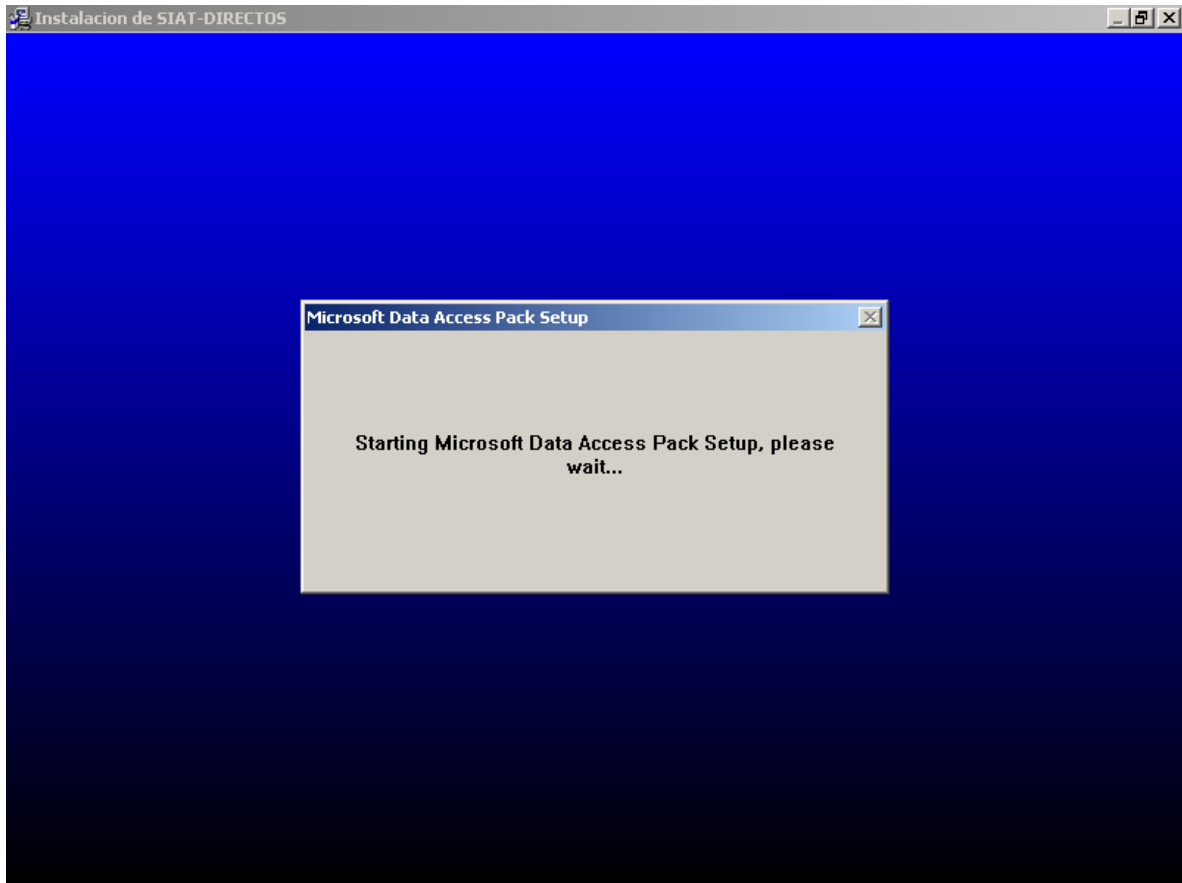 Instalacion de SIAT-DIRECTOS
Microsoft Data Access Pack Setup
Starting Microsoft Data Access Pack Setup, please
wait...